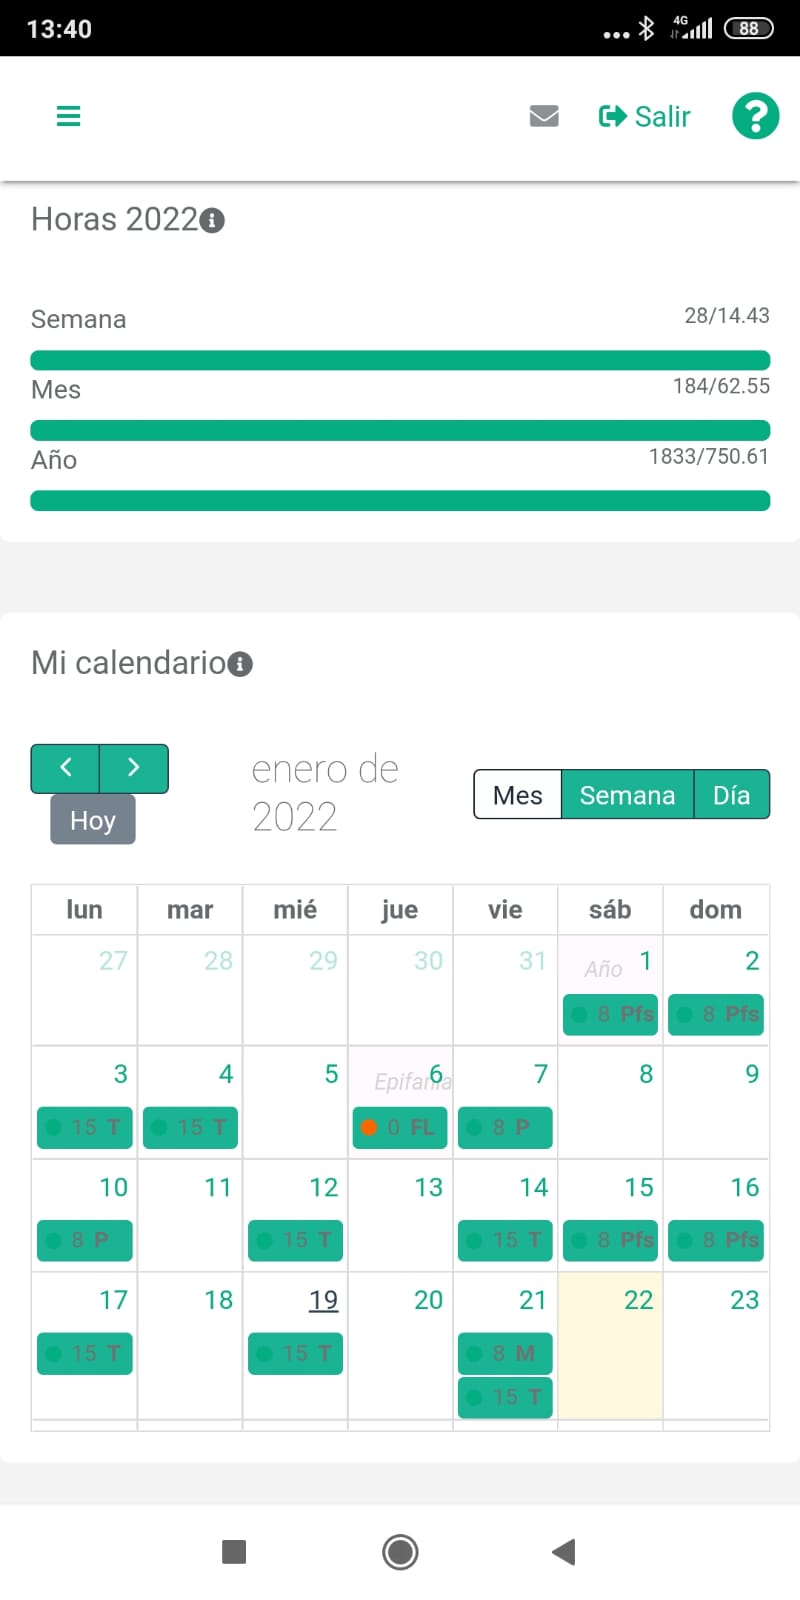 13:40
4G
88
Salir
Horas 2022
Semana
28/14.43
Mes
184/62.55
Año
1833/750.61
Mi calendario
Hoy
enero de
2022
Mes Semana Día
lun mar mié jue vie sáb dom
27 28 29 30 31 Año 1 2
8 Pfs 8 Pfs
3 4 5 Epifanía 6 7 8 9
15 T 15 T 0 FL 8 P
10 11 12 13 14 15 16
8 P 15 T 15 T 8 Pfs 8 Pfs
17 18 19 20 21 22 23
15 T 15 T 8 M
15 T